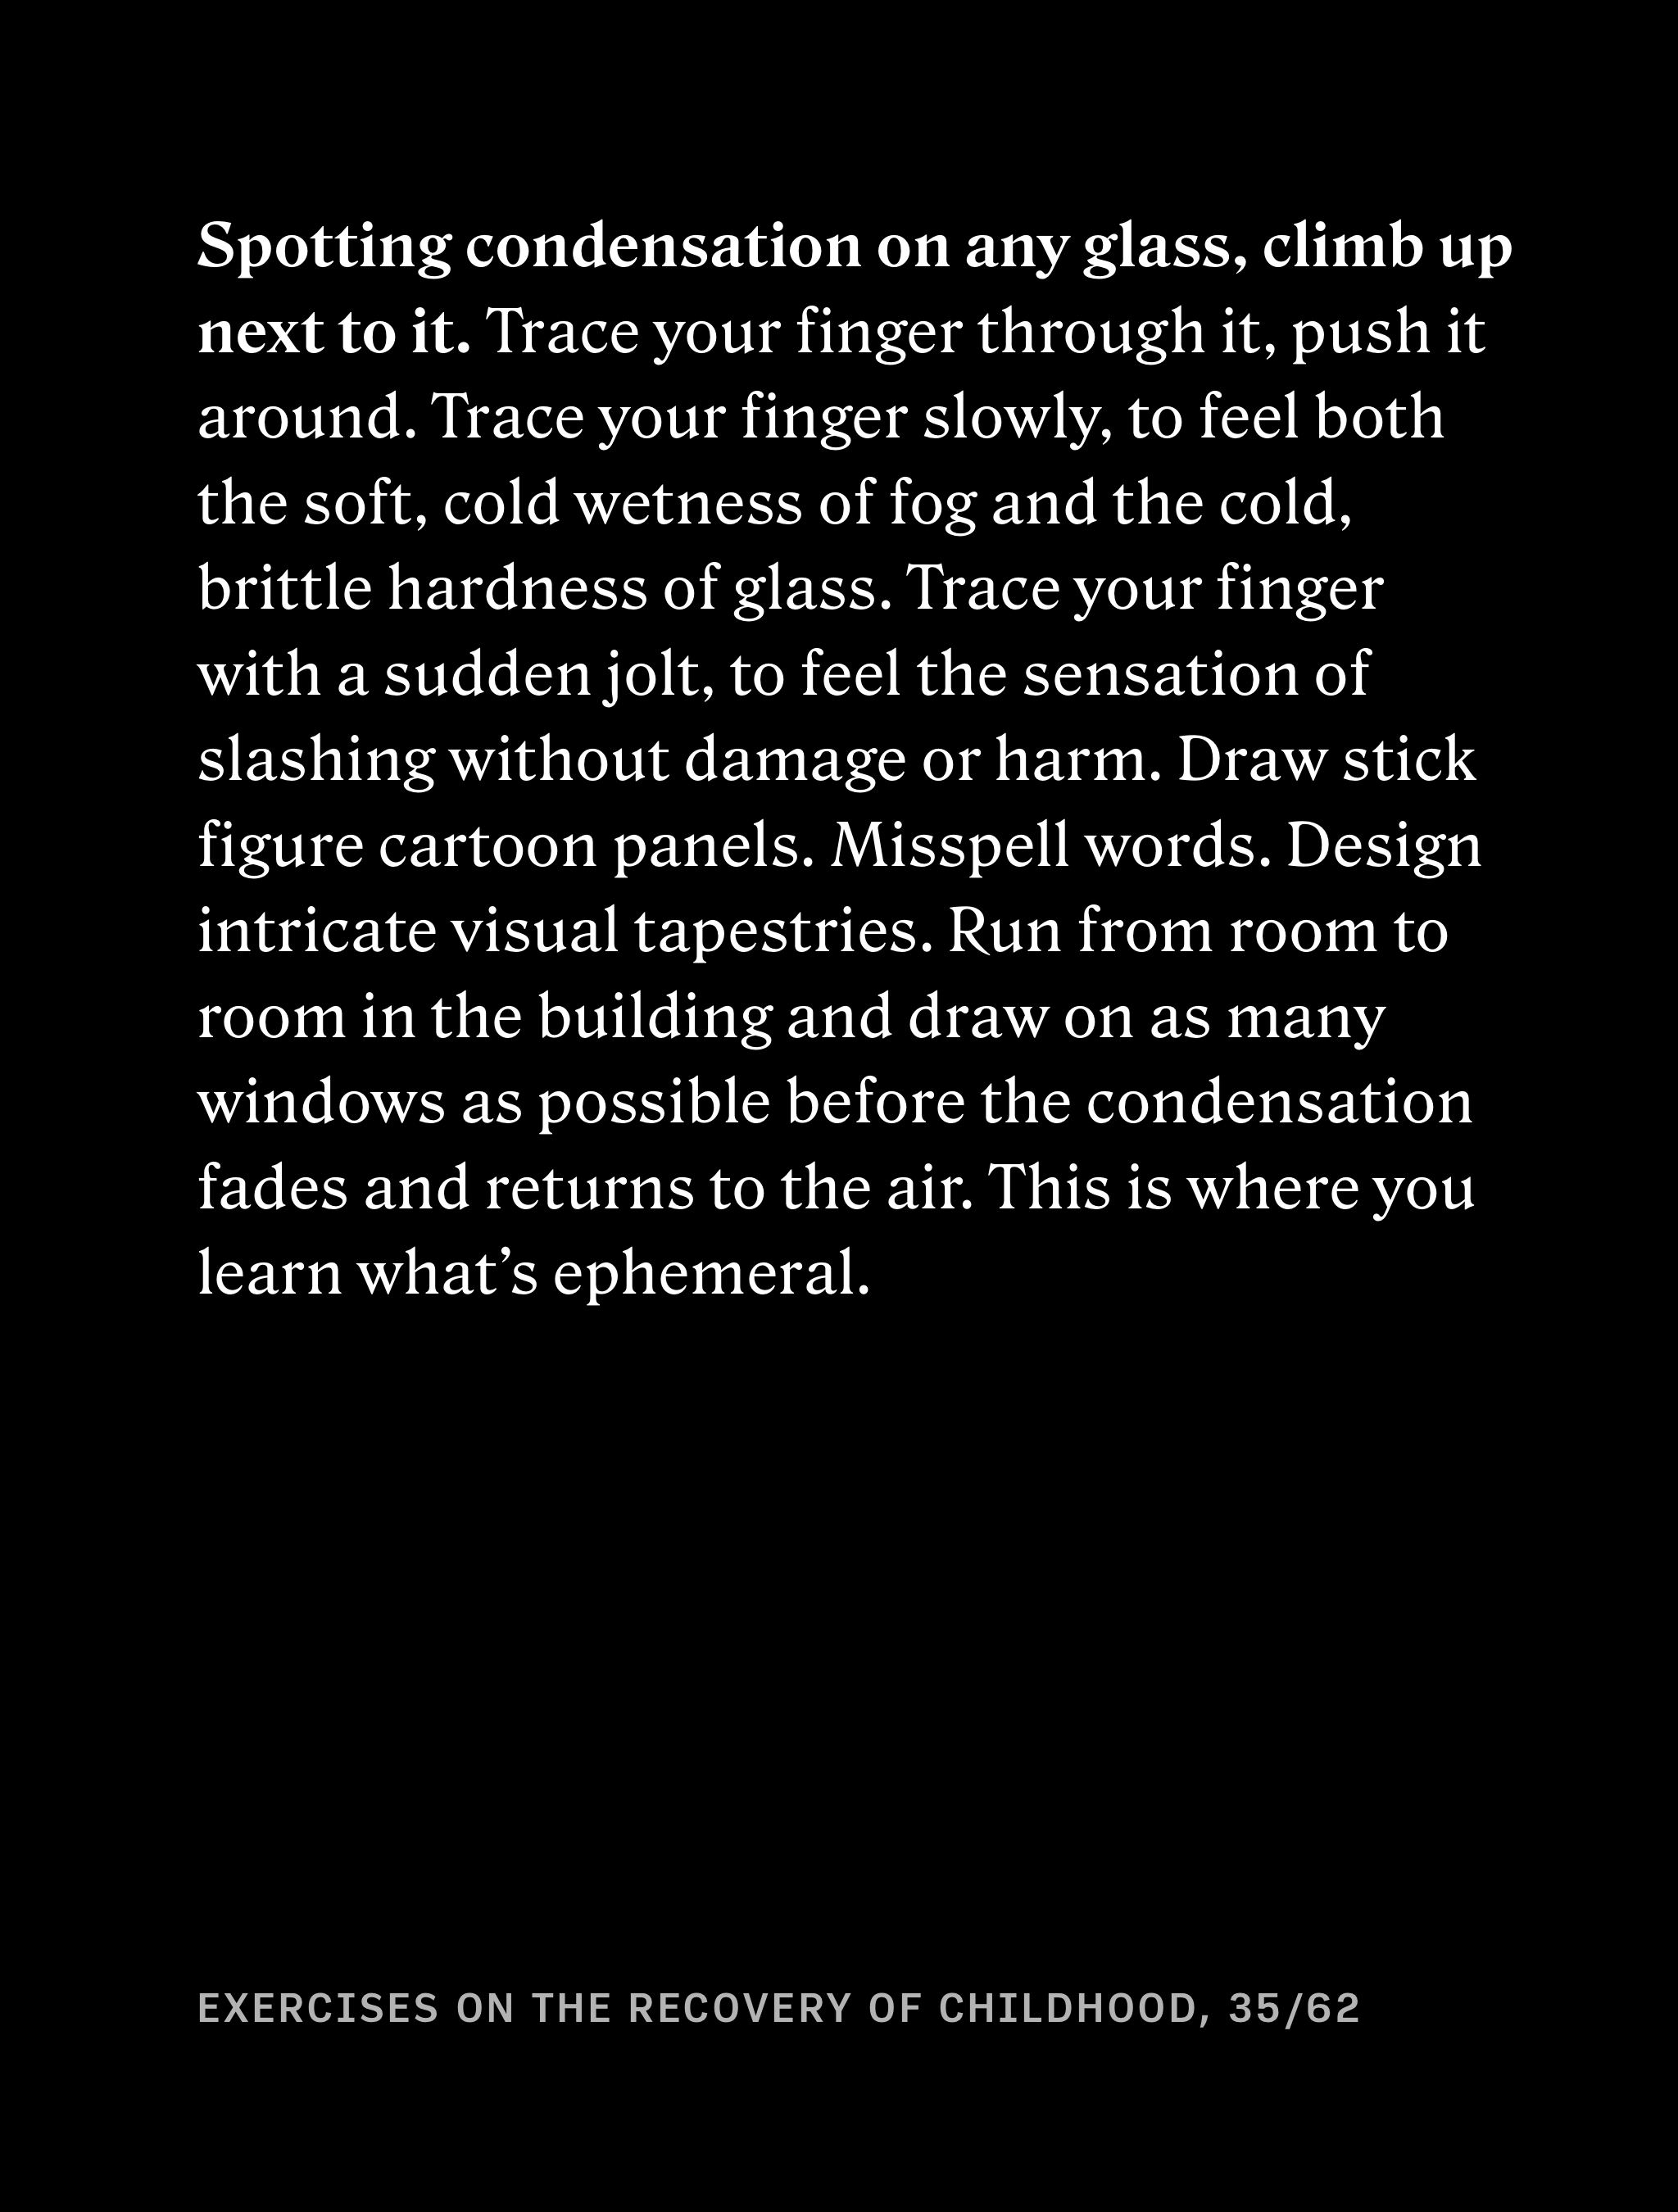 Spotting condensation on any glass, climb up
next to it. Trace your finger through it, push it
around. Trace your finger slowly, to feel both
the soft, cold wetness of fog and the cold,
brittle hardness of glass. Trace your finger
with a sudden jolt, to feel the sensation of
slashing without damage or harm. Draw stick
figure cartoon panels. Misspell words. Design
intricate visual tapestries. Run from room to
room in the building and draw on as many
windows as possible before the condensation
fades and returns to the air. This is where you
learn what’s ephemeral.
EXERCISES ON THE RECOVERY OF CHILDHOOD, 35/62